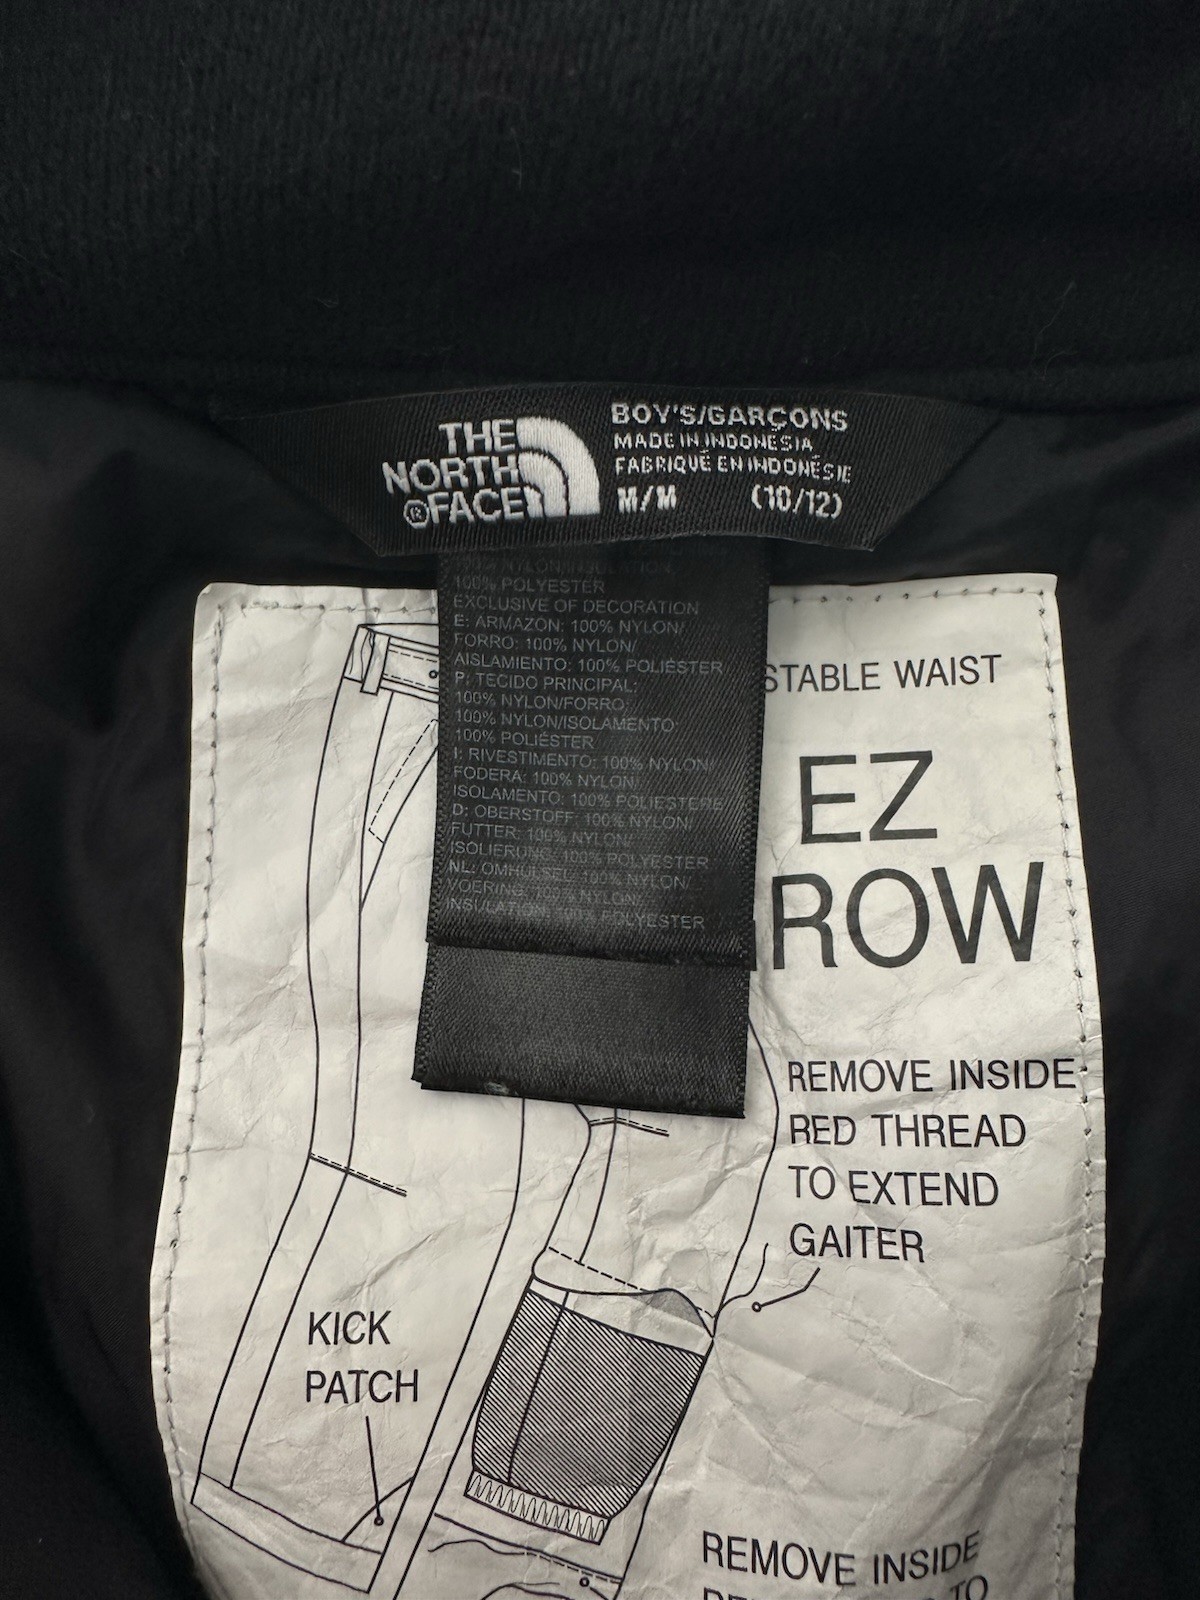 THE
NORTH
®FACE
BOY'S/GARÇONS
MADE IN INDONESIA
FABRIQUÉ EN INDONÉSIE
M/M (10/12)
100% NYLON/INSULATION:
100% POLYESTER
EXCLUSIVE OF DECORATION
E: ARMAZON: 100% NYLON/
FORRO: 100% NYLON/
AISLAMIENTO: 100% POLIÉSTER
P: TECIDO PRINCIPAL:
100% NYLON/FORRO:
100% NYLON/ISOLAMENTO:
100% POLIÉSTER
I: RIVESTIMENTO: 100% NYLON/
FODERA: 100% NYLON/
ISOLAMENTO: 100% POLIESTERE
D: OBERSTOFF: 100% NYLON/
FUTTER: 100% NYLON/
ISOLIERUNG: 100% POLYESTER
NL: OMHULSEL: 100% NYLON/
VOERING: 100% NYLON/
INSULATION: 100% POLYESTER
STABLE WAIST
EZ
ROW
REMOVE INSIDE
RED THREAD
TO EXTEND
GAITER
KICK
PATCH
REMOVE INSIDE
TO